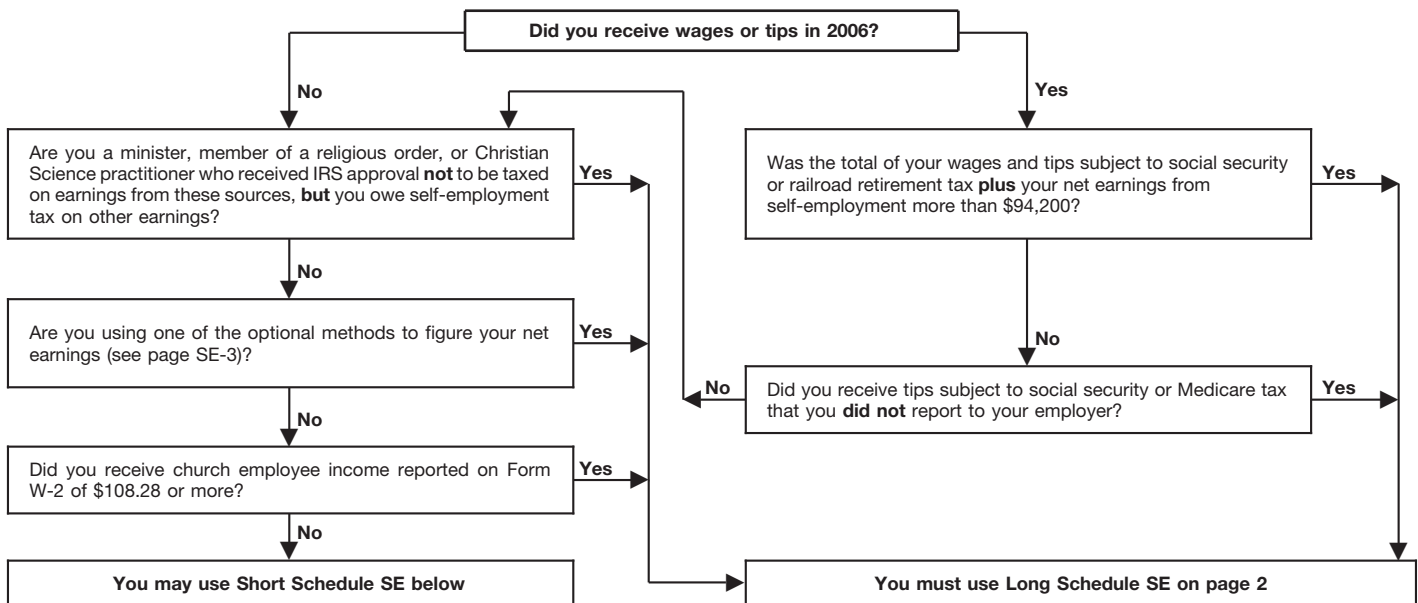 Did you receive wages or tips in 2006?
No
Yes
Are you a minister, member of a religious order, or Christian
Science practitioner who received IRS approval not to be taxed
on earnings from these sources, but you owe self-employment
tax on other earnings?
Yes
Was the total of your wages and tips subject to social security
or railroad retirement tax plus your net earnings from
self-employment more than $94,200?
Yes
No
Are you using one of the optional methods to figure your net
earnings (see page SE-3)?
Yes
No
No
Did you receive tips subject to social security or Medicare tax
that you did not report to your employer?
Yes
No
Did you receive church employee income reported on Form
W-2 of $108.28 or more?
Yes
No
You may use Short Schedule SE below
You must use Long Schedule SE on page 2